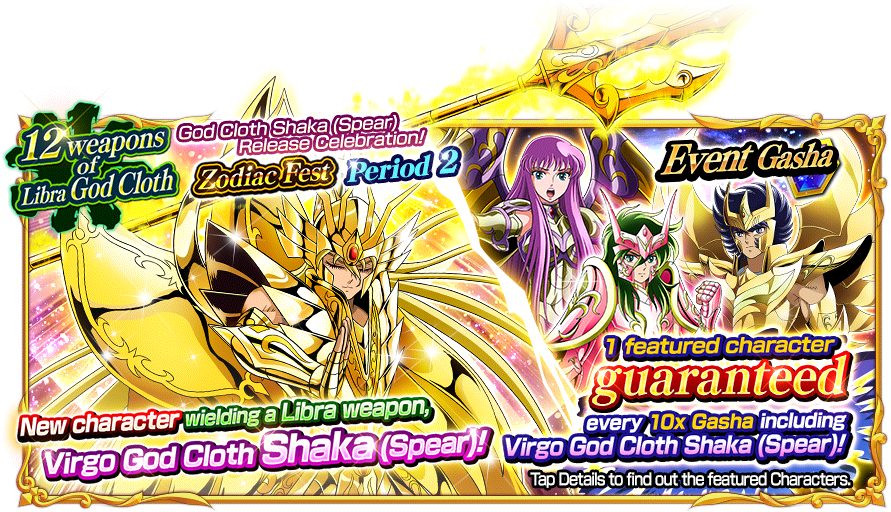 12 weapons
of
Libra God Cloth
God Cloth Shaka (Spear)
Release Celebration!
Zodiac Fest Period 2
Event Gasha
New character wielding a Libra weapon,
Virgo God Cloth Shaka (Spear)!
1 featured character
guaranteed
every 10x Gasha including
Virgo God Cloth Shaka (Spear)!
Tap Details to find out the featured Characters.